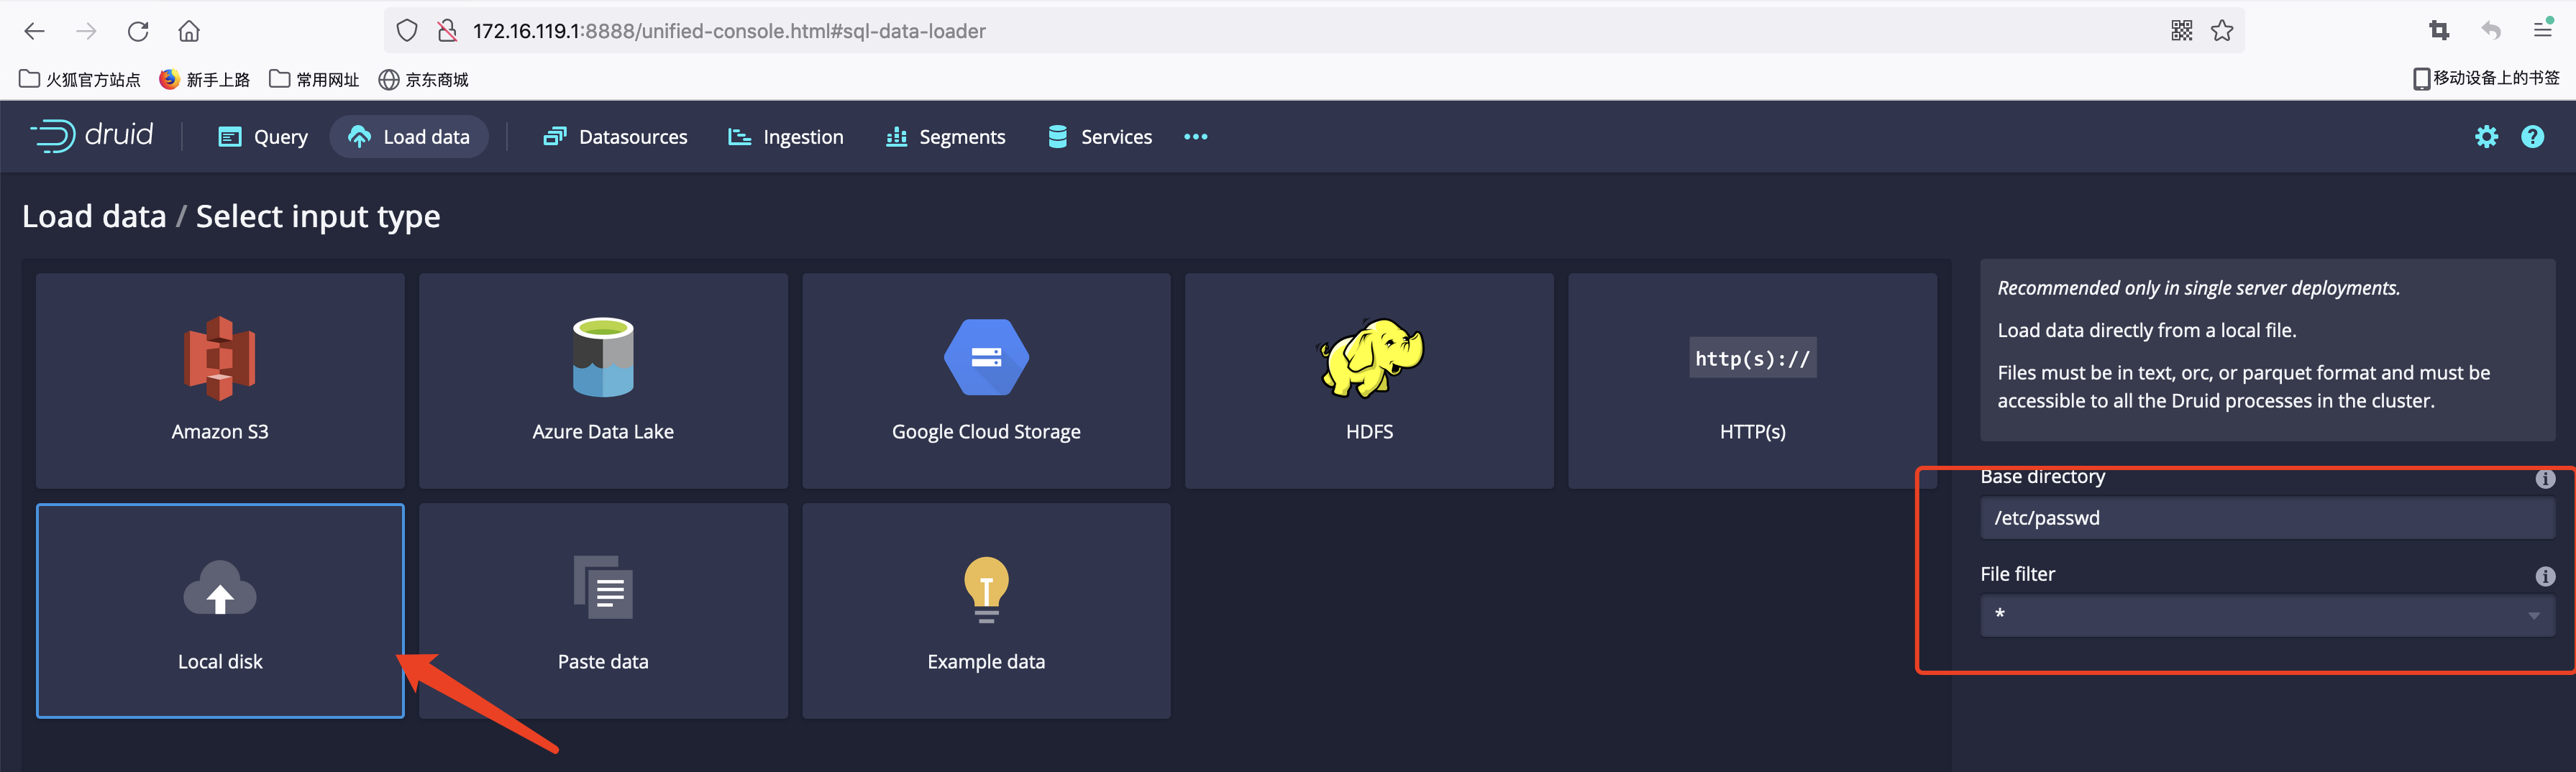 172.16.119.1:8888/unified-console.html#sql-data-loader
火狐官方站点 新手上路 常用网址 京东商城 移动设备上的书签
druid Query Load data Datasources Ingestion Segments Services
Load data / Select input type
Amazon S3
Azure Data Lake
Google Cloud Storage
HDFS
http(s)://
HTTP(s)
Local disk
Paste data
Example data
Recommended only in single server deployments.
Load data directly from a local file.
Files must be in text, orc, or parquet format and must be
accessible to all the Druid processes in the cluster.
Base directory
/etc/passwd
File filter
*